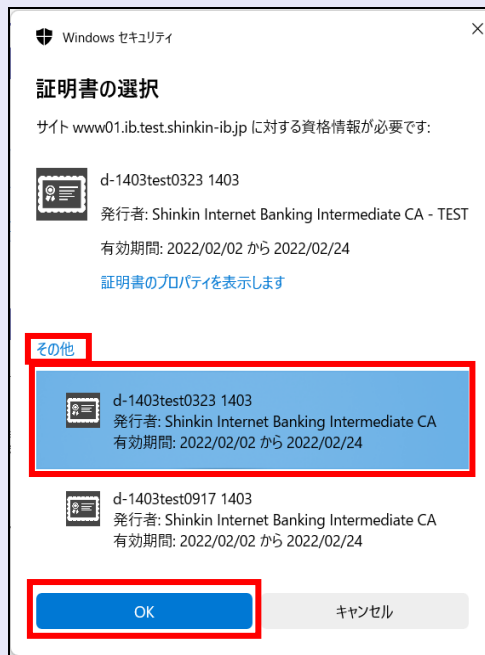 Windows セキュリティ
証明書の選択
サイト www01.ib.test.shinkin-ib.jp に対する資格情報が必要です:
d-1403test0323 1403
発行者: Shinkin Internet Banking Intermediate CA - TEST
有効期間: 2022/02/02 から 2022/02/24
証明書のプロパティを表示します
その他
d-1403test0323 1403
発行者: Shinkin Internet Banking Intermediate CA
有効期間: 2022/02/02 から 2022/02/24
d-1403test0917 1403
発行者: Shinkin Internet Banking Intermediate CA
有効期間: 2022/02/02 から 2022/02/24
OK
キャンセル